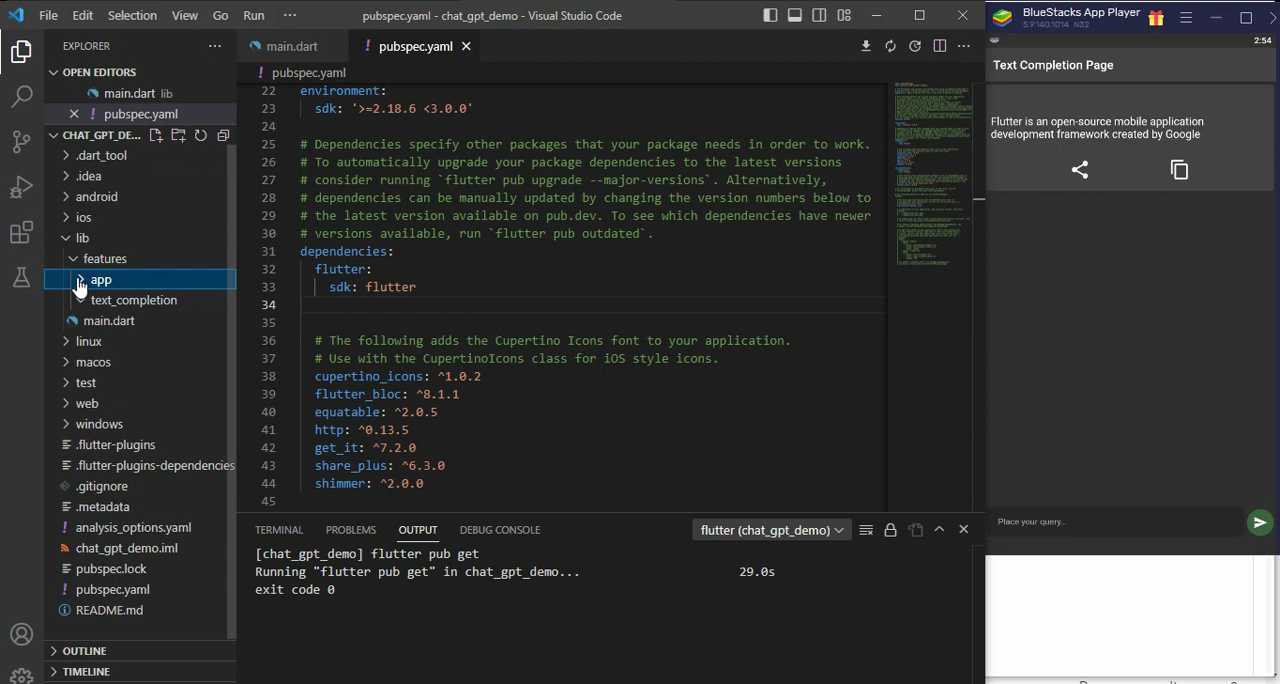 File Edit Selection View Go Run ··· pubspec.yaml - chat_gpt_demo - Visual Studio Code
EXPLORER ···
OPEN EDITORS
main.dart lib
! pubspec.yaml
CHAT_GPT_DE...
.dart_tool
.idea
android
ios
lib
features
app
text_completion
main.dart
linux
macos
test
web
windows
.flutter-plugins
.flutter-plugins-dependencies
.gitignore
.metadata
! analysis_options.yaml
chat_gpt_demo.iml
pubspec.lock
! pubspec.yaml
README.md
OUTLINE
TIMELINE
main.dart ! pubspec.yaml
! pubspec.yaml
22 environment:
23 sdk: '>=2.18.6 <3.0.0'
24
25 # Dependencies specify other packages that your package needs in order to work.
26 # To automatically upgrade your package dependencies to the latest versions
27 # consider running `flutter pub upgrade --major-versions`. Alternatively,
28 # dependencies can be manually updated by changing the version numbers below to
29 # the latest version available on pub.dev. To see which dependencies have newer
30 # versions available, run `flutter pub outdated`.
31 dependencies:
32 flutter:
33 sdk: flutter
34
35
36 # The following adds the Cupertino Icons font to your application.
37 # Use with the CupertinoIcons class for iOS style icons.
38 cupertino_icons: ^1.0.2
39 flutter_bloc: ^8.1.1
40 equatable: ^2.0.5
41 http: ^0.13.5
42 get_it: ^7.2.0
43 share_plus: ^6.3.0
44 shimmer: ^2.0.0
45
TERMINAL PROBLEMS OUTPUT DEBUG CONSOLE flutter (chat_gpt_demo)
[chat_gpt_demo] flutter pub get
Running "flutter pub get" in chat_gpt_demo... 29.0s
exit code 0
BlueStacks App Player
5.9.140.1014 N32
2:54
Text Completion Page
Flutter is an open-source mobile application
development framework created by Google
Place your query...